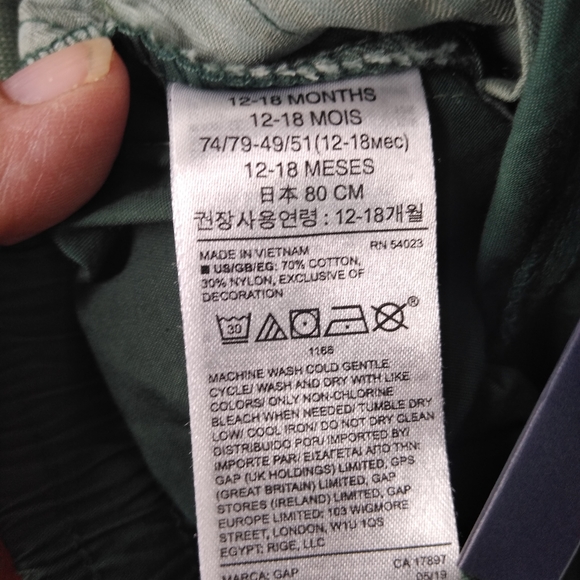 12-18 MONTHS
12-18 MOIS
74/79-49/51(12-18мес)
12-18 MESES
日本 80 CM
권장사용연령 : 12-18개월
MADE IN VIETNAM RN 54023
■ US/GB/EG: 70% COTTON,
30% NYLON, EXCLUSIVE OF
DECORATION
30 ®
1166
MACHINE WASH COLD GENTLE
CYCLE/ WASH AND DRY WITH LIKE
COLORS/ ONLY NON-CHLORINE
BLEACH WHEN NEEDED/ TUMBLE DRY
LOW/ COOL IRON/ DO NOT DRY CLEAN
DISTRIBUIDO POR/ IMPORTED BY/
IMPORTE PAR/ ΕΙΣΑΓΕΤΑΙ ΑΠΟ ΤΗΝ:
GAP (UK HOLDINGS) LIMITED, GPS
(GREAT BRITAIN) LIMITED, GAP
STORES (IRELAND) LIMITED, GAP
EUROPE LIMITED: 103 WIGMORE
STREET, LONDON, W1U 1QS
EGYPT: RIGE, LLC
MARCA: GAP CA 17897
05/19